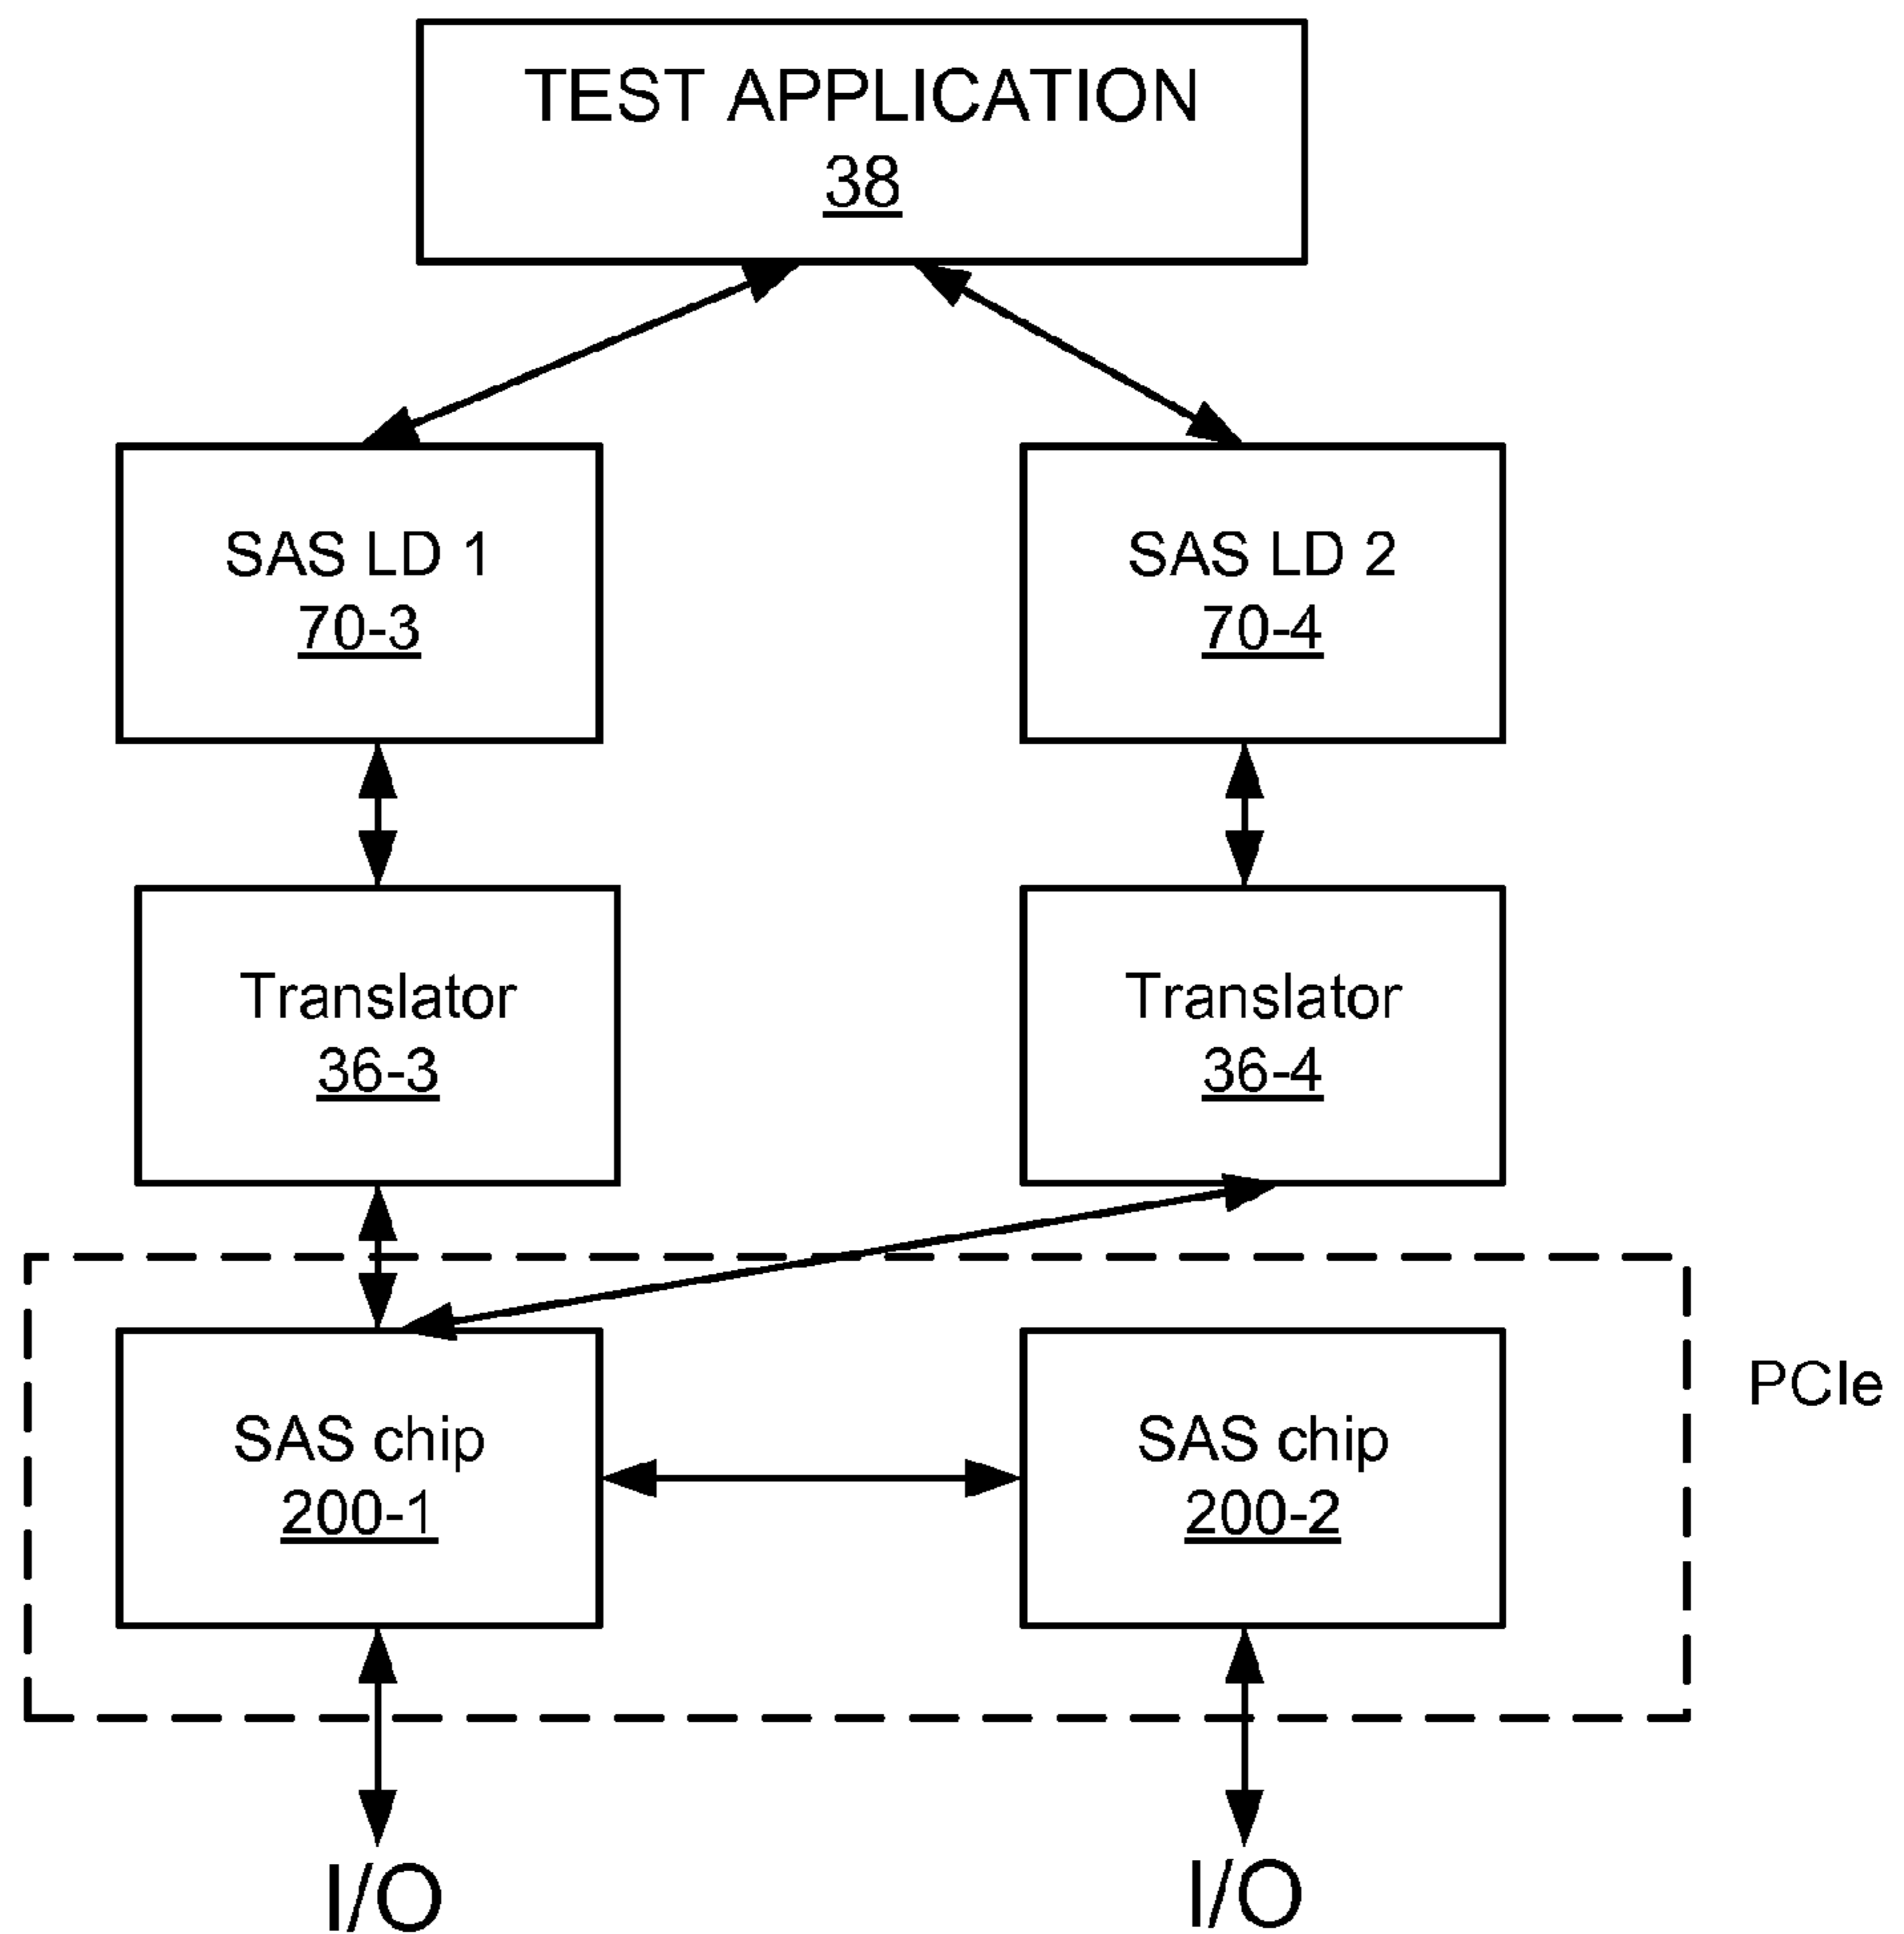 TEST APPLICATION
38
SAS LD 1
70-3
SAS LD 2
70-4
Translator
36-3
Translator
36-4
SAS chip
200-1
SAS chip
200-2
PCIe
I/O
I/O